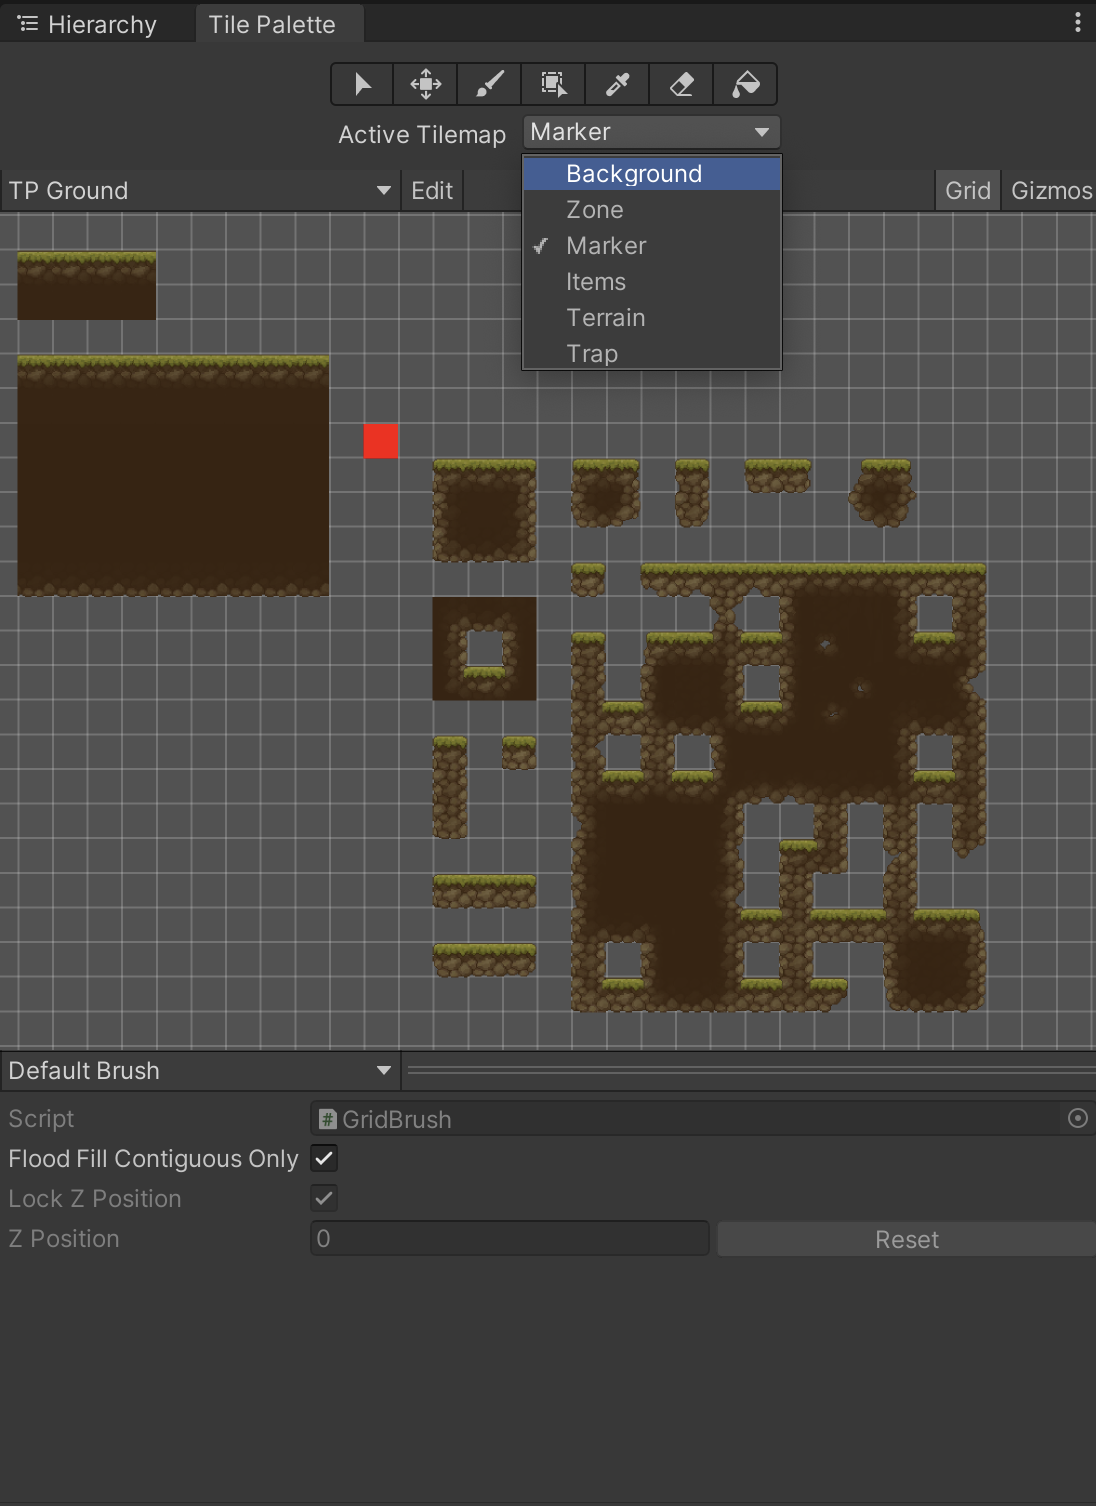 Hierarchy
Tile Palette
Active Tilemap
Marker
TP Ground
Edit
Grid
Gizmos
Background
Zone
Marker
Items
Terrain
Trap
Default Brush
Script
# GridBrush
Flood Fill Contiguous Only
Lock Z Position
Z Position
0
Reset